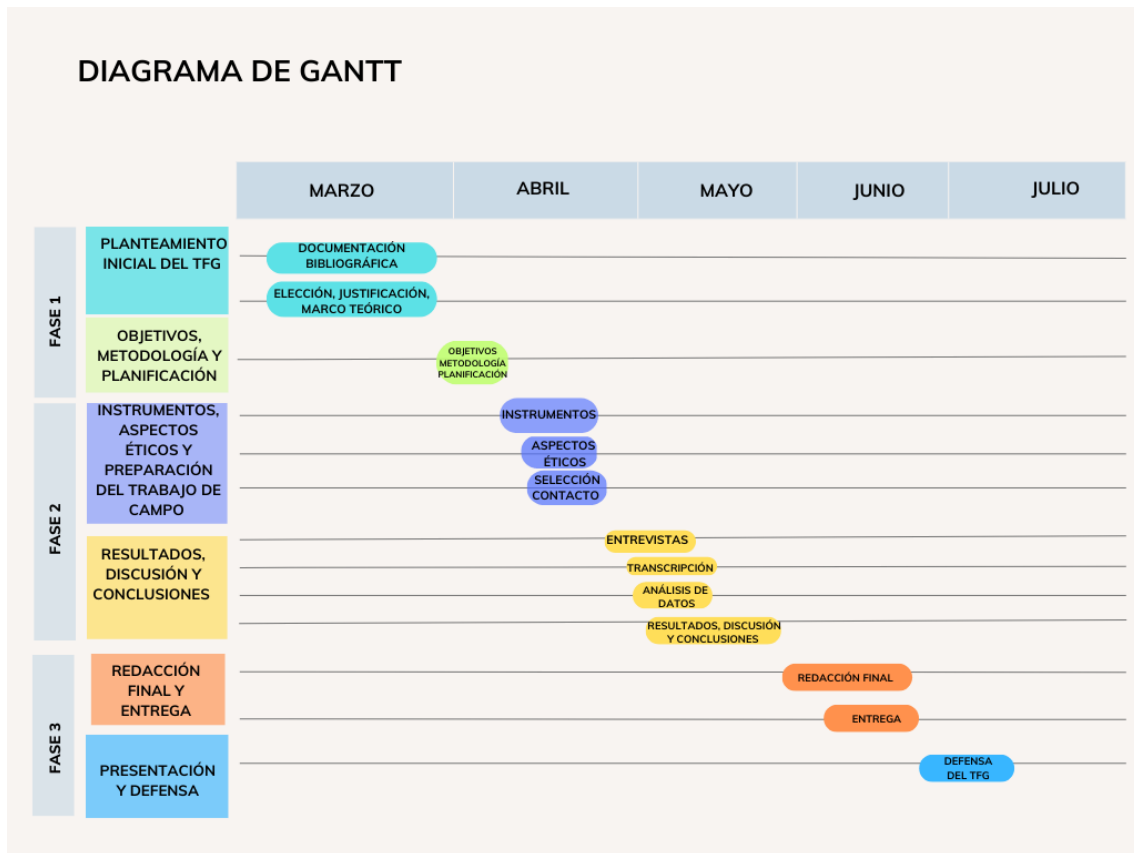 DIAGRAMA DE GANTT
MARZO
ABRIL
MAYO
JUNIO
JULIO
FASE 1
PLANTEAMIENTO
INICIAL DEL TFG
DOCUMENTACIÓN
BIBLIOGRÁFICA
ELECCIÓN, JUSTIFICACIÓN,
MARCO TEÓRICO
OBJETIVOS,
METODOLOGÍA Y
PLANIFICACIÓN
OBJETIVOS
METODOLOGÍA
PLANIFICACIÓN
FASE 2
INSTRUMENTOS,
ASPECTOS
ÉTICOS Y
PREPARACIÓN
DEL TRABAJO DE
CAMPO
INSTRUMENTOS
ASPECTOS
ÉTICOS
SELECCIÓN
CONTACTO
RESULTADOS,
DISCUSIÓN Y
CONCLUSIONES
ENTREVISTAS
TRANSCRIPCIÓN
ANÁLISIS DE
DATOS
RESULTADOS, DISCUSIÓN
Y CONCLUSIONES
FASE 3
REDACCIÓN
FINAL Y
ENTREGA
REDACCIÓN FINAL
ENTREGA
PRESENTACIÓN
Y DEFENSA
DEFENSA
DEL TFG